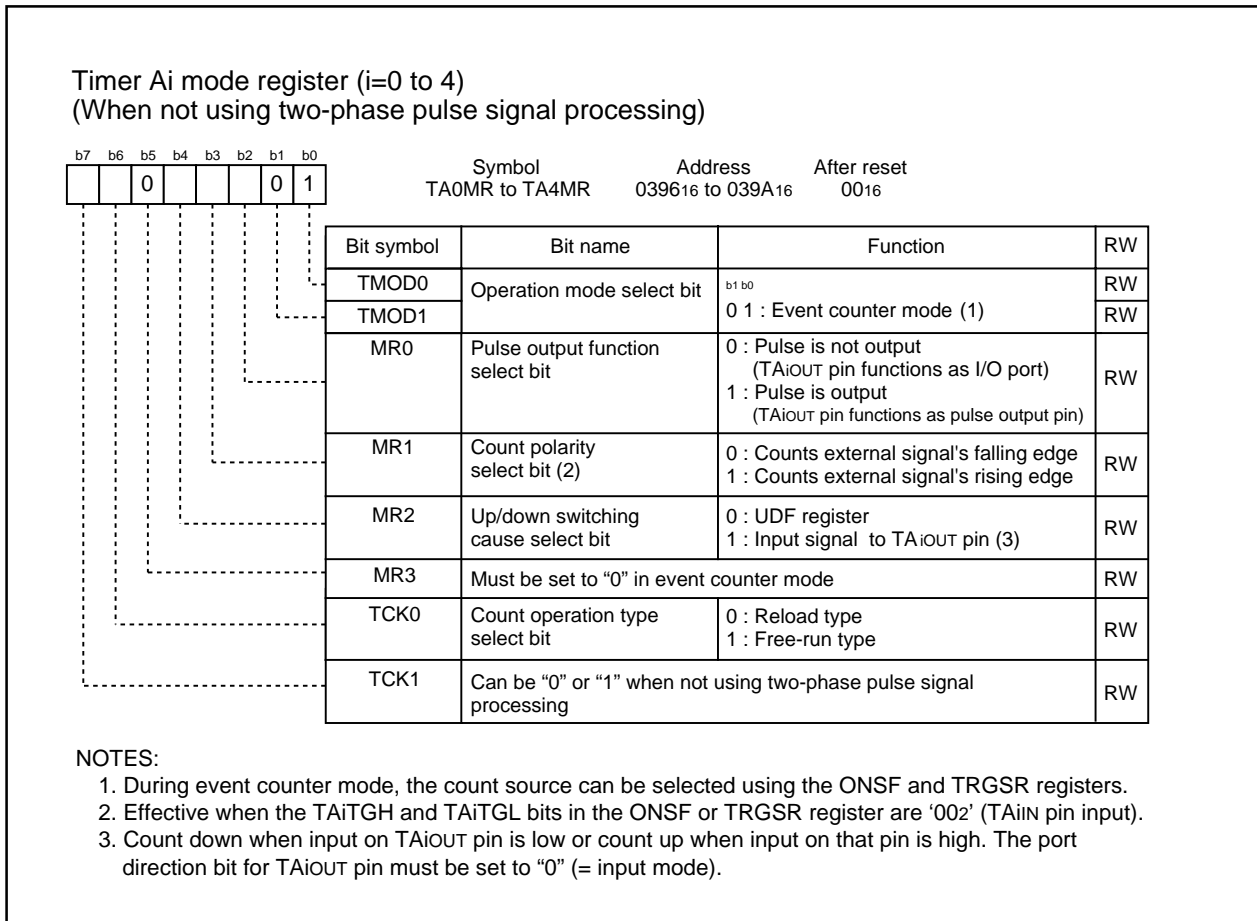 Timer Ai mode register (i=0 to 4)
(When not using two-phase pulse signal processing)
b7 b6 b5 b4 b3 b2 b1 b0
0 0 1
Symbol Address After reset
TA0MR to TA4MR 039616 to 039A16 0016
Bit symbol Bit name Function RW
TMOD0 Operation mode select bit b1 b0 RW
TMOD1 0 1 : Event counter mode (1) RW
MR0 Pulse output function select bit 0 : Pulse is not output
(TAiOUT pin functions as I/O port)
1 : Pulse is output
(TAiOUT pin functions as pulse output pin) RW
MR1 Count polarity select bit (2) 0 : Counts external signal's falling edge
1 : Counts external signal's rising edge RW
MR2 Up/down switching cause select bit 0 : UDF register
1 : Input signal to TAiOUT pin (3) RW
MR3 Must be set to “0” in event counter mode RW
TCK0 Count operation type select bit 0 : Reload type
1 : Free-run type RW
TCK1 Can be “0” or “1” when not using two-phase pulse signal
processing RW
NOTES:
1. During event counter mode, the count source can be selected using the ONSF and TRGSR registers.
2. Effective when the TAiTGH and TAiTGL bits in the ONSF or TRGSR register are ‘002’ (TAiIN pin input).
3. Count down when input on TAiOUT pin is low or count up when input on that pin is high. The port
direction bit for TAiOUT pin must be set to “0” (= input mode).